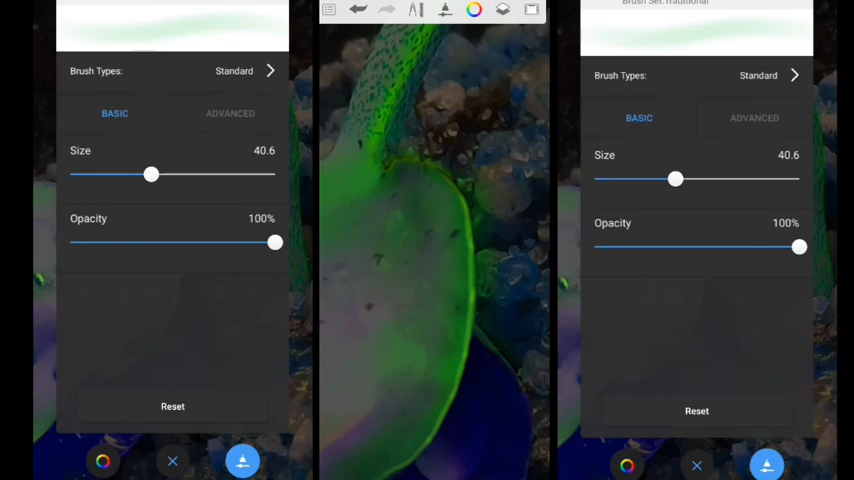 Brush Types: Standard
BASIC ADVANCED
Size 40.6
Opacity 100%
Reset
Brush Set:Traditional
Brush Types: Standard
BASIC ADVANCED
Size 40.6
Opacity 100%
Reset